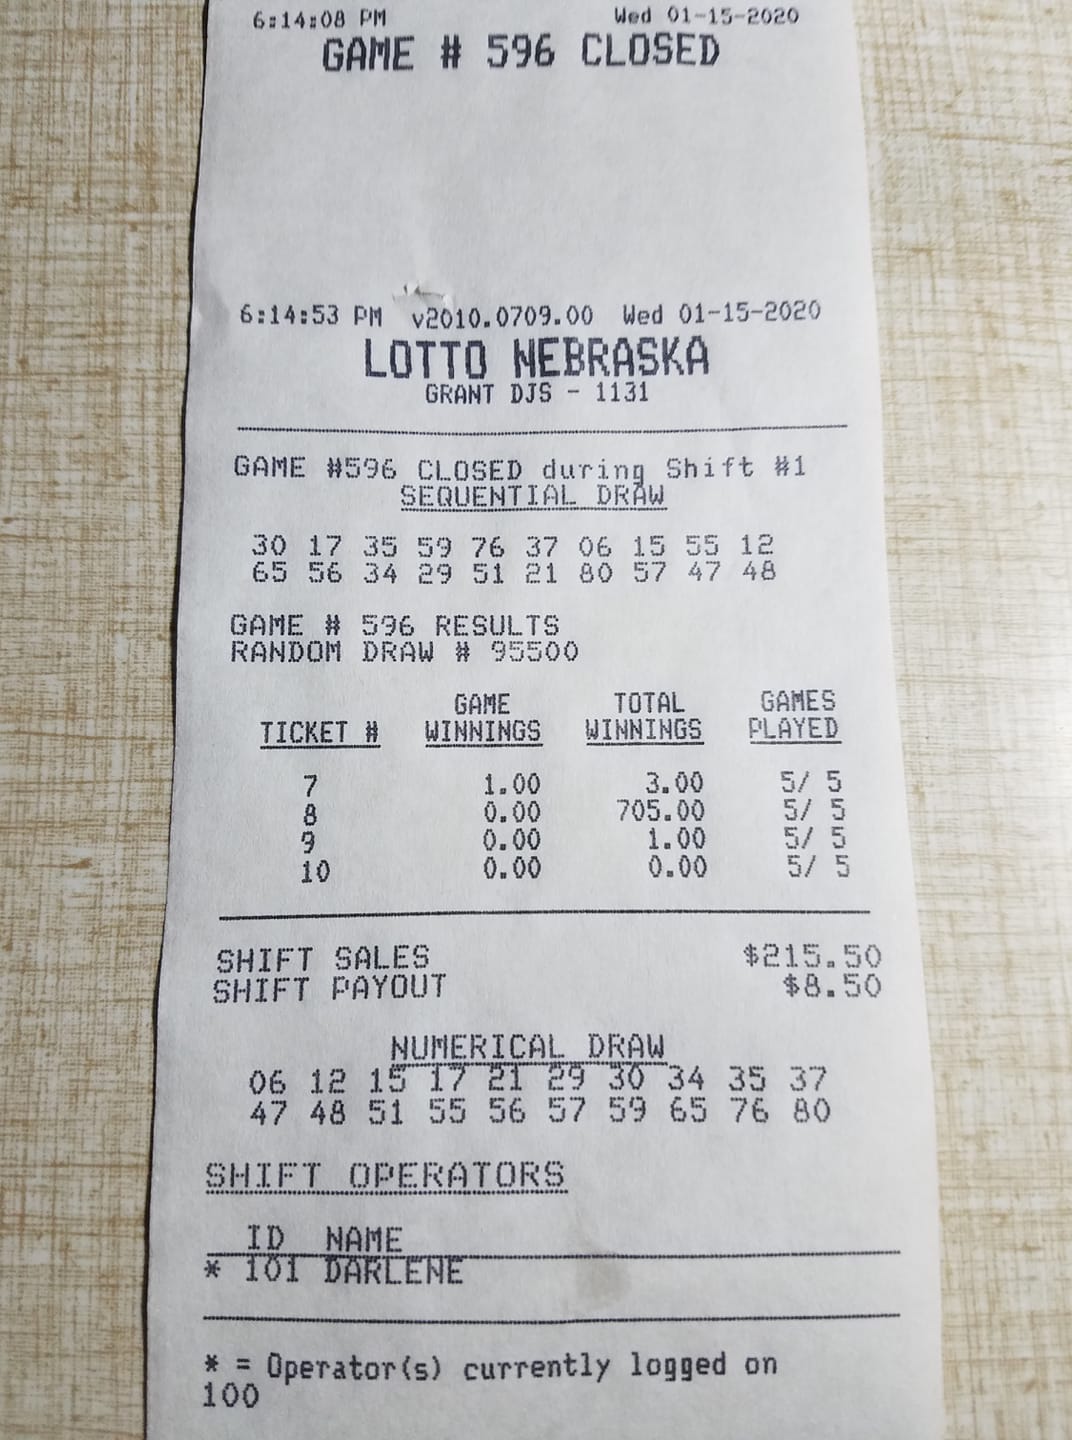 6:14:08 PM Wed 01-15-2020
GAME # 596 CLOSED
6:14:53 PM v2010.0709.00 Wed 01-15-2020
LOTTO NEBRASKA
GRANT DJS - 1131
GAME #596 CLOSED during Shift #1
SEQUENTIAL DRAW
30 17 35 59 76 37 06 15 55 12
65 56 34 29 51 21 80 57 47 48
GAME # 596 RESULTS
RANDOM DRAW # 95500
GAME TOTAL GAMES
TICKET # WINNINGS WINNINGS PLAYED
7 1.00 3.00 5/ 5
8 0.00 705.00 5/ 5
9 0.00 1.00 5/ 5
10 0.00 0.00 5/ 5
SHIFT SALES $215.50
SHIFT PAYOUT $8.50
NUMERICAL DRAW
06 12 15 17 21 29 30 34 35 37
47 48 51 55 56 57 59 65 76 80
SHIFT OPERATORS
ID NAME
* 101 DARLENE
* = Operator(s) currently logged on
100